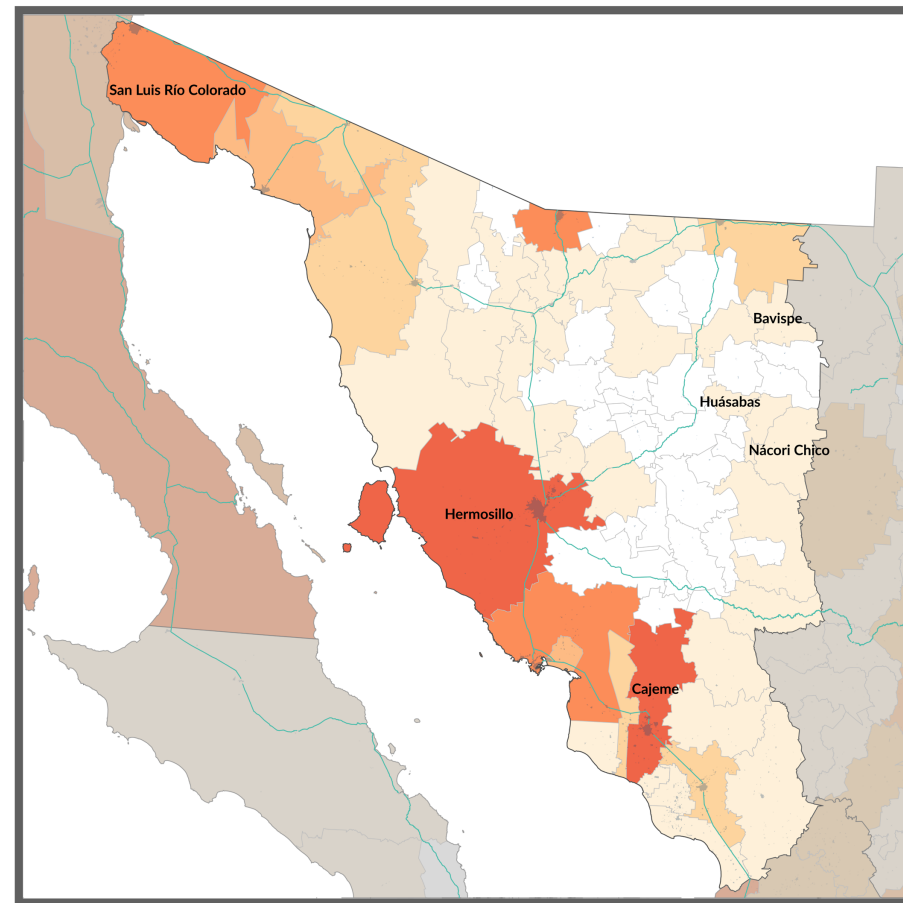 San Luis Río Colorado
Bavispe
Huásabas
Nácori Chico
Hermosillo
Cajeme